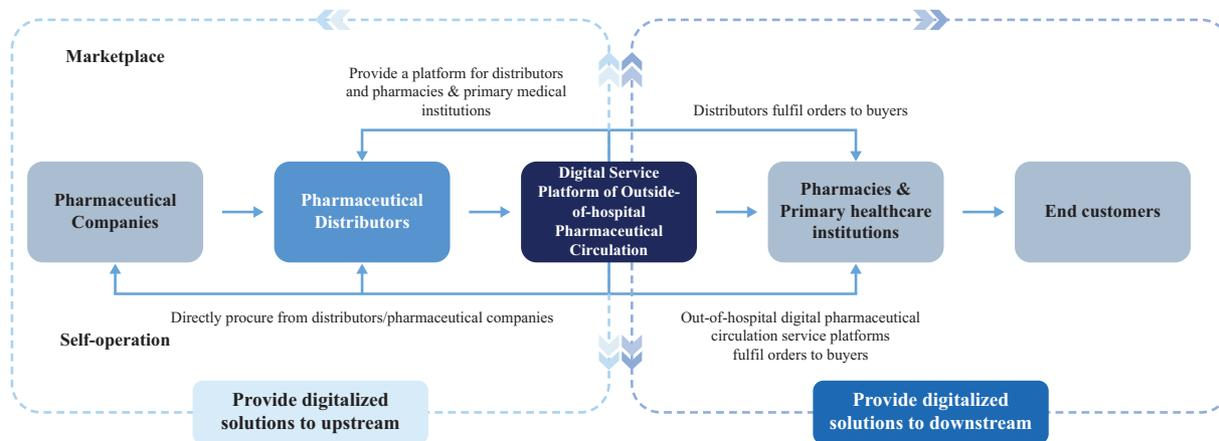 Marketplace
Provide a platform for distributors
and pharmacies & primary medical
institutions
Distributors fulfil orders to buyers
Pharmaceutical
Companies
Pharmaceutical
Distributors
Digital Service
Platform of Outside-
of-hospital
Pharmaceutical
Circulation
Pharmacies &
Primary healthcare
institutions
End customers
Directly procure from distributors/pharmaceutical companies
Self-operation
Out-of-hospital digital pharmaceutical
circulation service platforms
fulfil orders to buyers
Provide digitalized
solutions to upstream
Provide digitalized
solutions to downstream